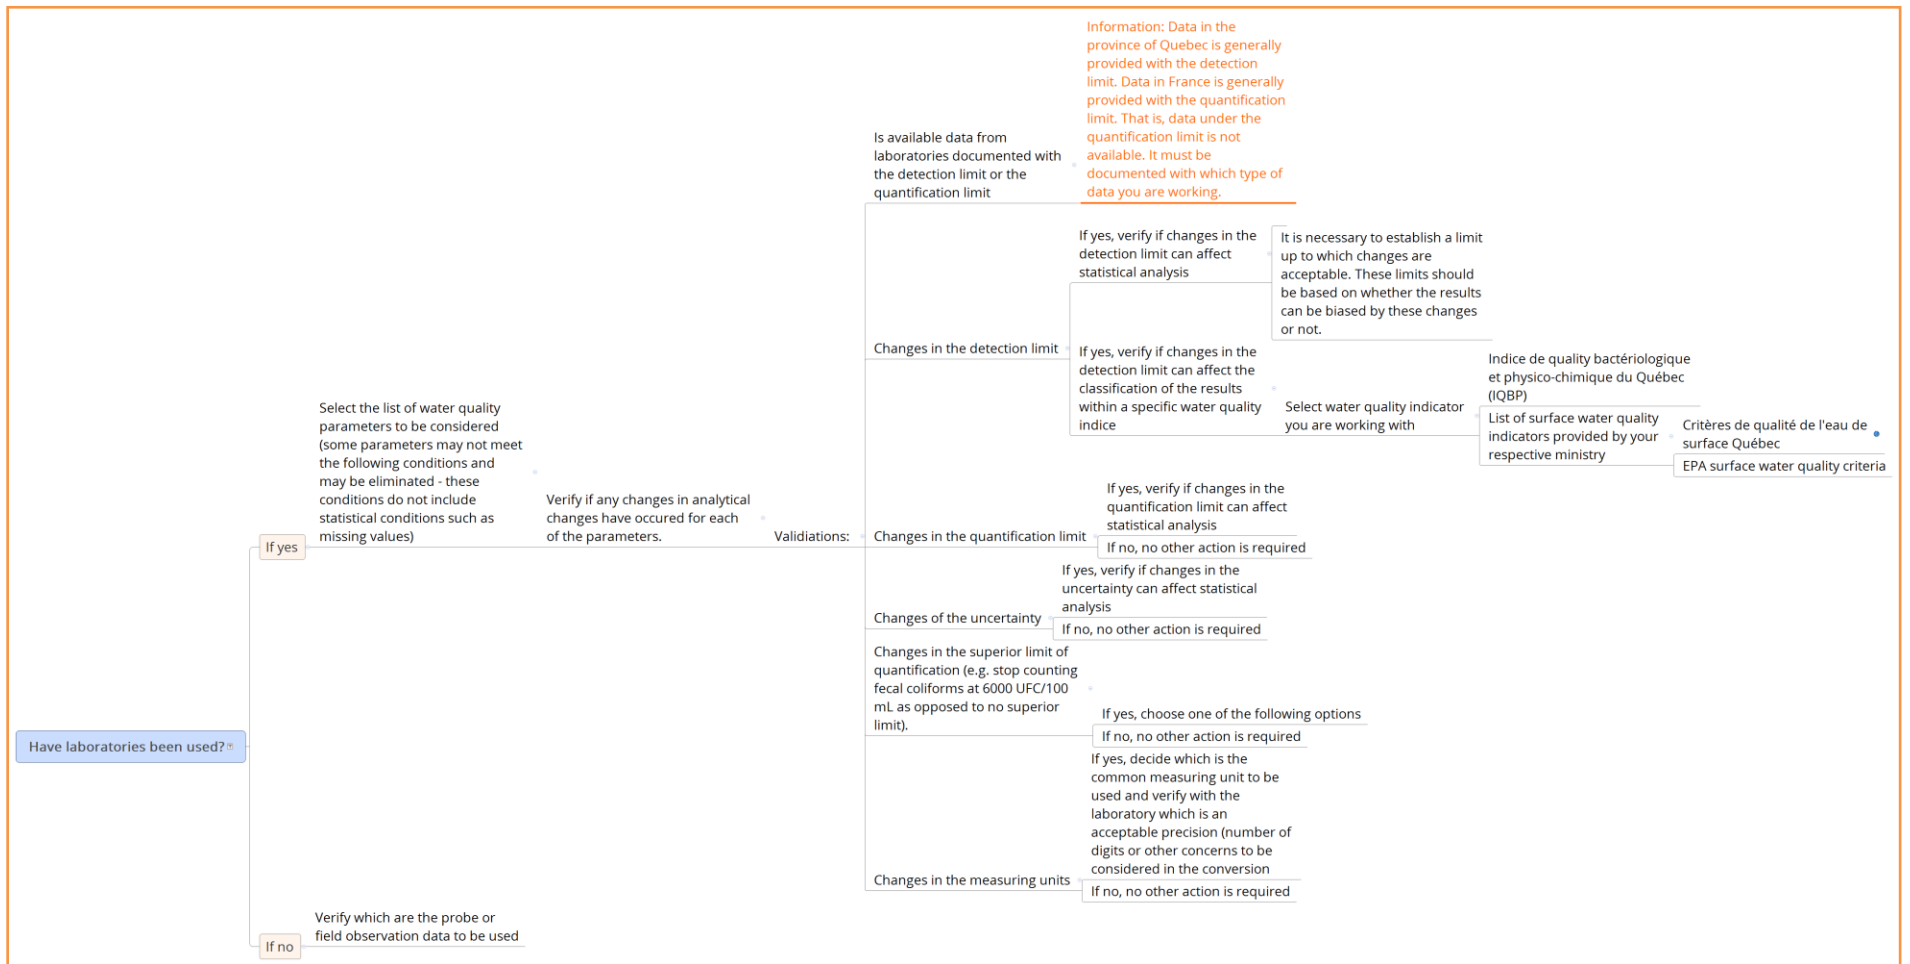 Information: Data in the
province of Quebec is generally
provided with the detection
limit. Data in France is generally
provided with the quantification
limit. That is, data under the
quantification limit is not
available. It must be
documented with which type of
data you are working.
Is available data from
laboratories documented with
the detection limit or the
quantification limit
If yes, verify if changes in the
detection limit can affect
statistical analysis
It is necessary to establish a limit
up to which changes are
acceptable. These limits should
be based on whether the results
can be biased by these changes
or not.
Changes in the detection limit
If yes, verify if changes in the
detection limit can affect the
classification of the results
within a specific water quality
indice
Select water quality indicator
you are working with
Indice de quality bactériologique
et physico-chimique du Québec
(IQBP)
List of surface water quality
indicators provided by your
respective ministry
Critères de qualité de l'eau de
surface Québec
EPA surface water quality criteria
Select the list of water quality
parameters to be considered
(some parameters may not meet
the following conditions and
may be eliminated - these
conditions do not include
statistical conditions such as
missing values)
Verify if any changes in analytical
changes have occured for each
of the parameters.
Validiations:
If yes
Changes in the quantification limit
If yes, verify if changes in the
quantification limit can affect
statistical analysis
If no, no other action is required
Changes of the uncertainty
If yes, verify if changes in the
uncertainty can affect statistical
analysis
If no, no other action is required
Changes in the superior limit of
quantification (e.g. stop counting
fecal coliforms at 6000 UFC/100
mL as opposed to no superior
limit).
If yes, choose one of the following options
If no, no other action is required
Have laboratories been used?
If yes, decide which is the
common measuring unit to be
used and verify with the
laboratory which is an
acceptable precision (number of
digits or other concerns to be
considered in the conversion
Changes in the measuring units
If no, no other action is required
Verify which are the probe or
field observation data to be used
If no